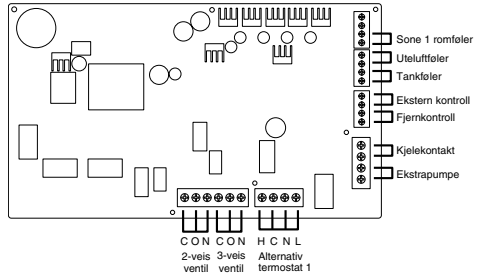 Sone 1 romføler
Uteluftføler
Tankføler
Ekstern kontroll
Fjernkontroll
Kjelekontakt
Ekstrapumpe
C O N C O N H C N L
2-veis ventil
3-veis ventil
Alternativ termostat 1